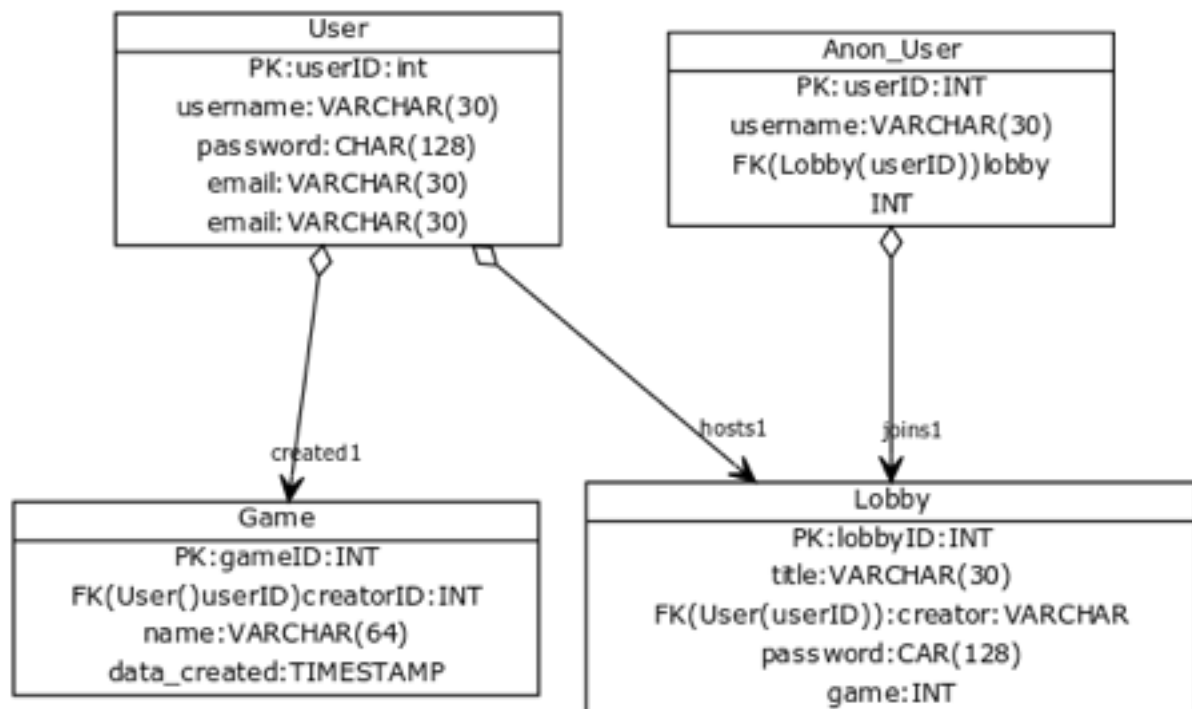 User
PK:userID:int
username:VARCHAR(30)
password:CHAR(128)
email:VARCHAR(30)
email:VARCHAR(30)
Anon_User
PK:userID:INT
username:VARCHAR(30)
FK(Lobby(userID))lobby
INT
created1
hosts1
joins1
Game
PK:gameID:INT
FK(User()userID)creatorID:INT
name:VARCHAR(64)
data_created:TIMESTAMP
Lobby
PK:lobbyID:INT
title:VARCHAR(30)
FK(User(userID)):creator:VARCHAR
password:CAR(128)
game:INT